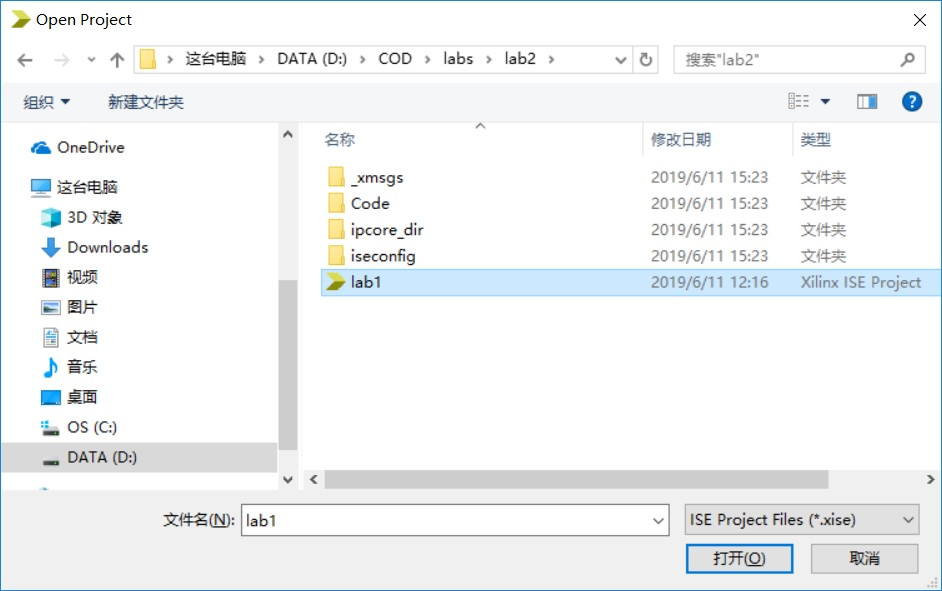 Open Project
这台电脑 DATA (D:) COD labs lab2 搜索"lab2"
组织 新建文件夹
OneDrive
这台电脑
3D 对象
Downloads
视频
图片
文档
音乐
桌面
OS (C:)
DATA (D:)
名称 修改日期 类型
_xmsgs 2019/6/11 15:23 文件夹
Code 2019/6/11 15:23 文件夹
ipcore_dir 2019/6/11 15:23 文件夹
iseconfig 2019/6/11 15:23 文件夹
lab1 2019/6/11 12:16 Xilinx ISE Project
文件名(N): lab1 ISE Project Files (*.xise)
打开(O) 取消